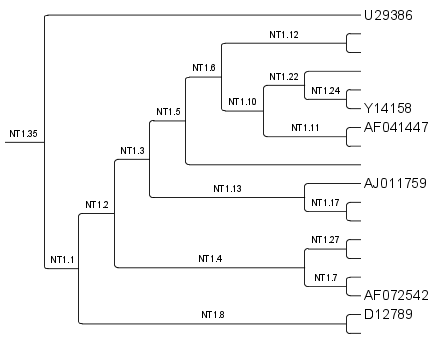 U29386
NT1.12
NT1.6
NT1.22
NT1.24
NT1.10
Y14158
NT1.5
AF041447
NT1.11
NT1.35
NT1.3
AJ011759
NT1.13
NT1.2
NT1.17
NT1.27
NT1.1
NT1.4
NT1.7
AF072542
D12789
NT1.8